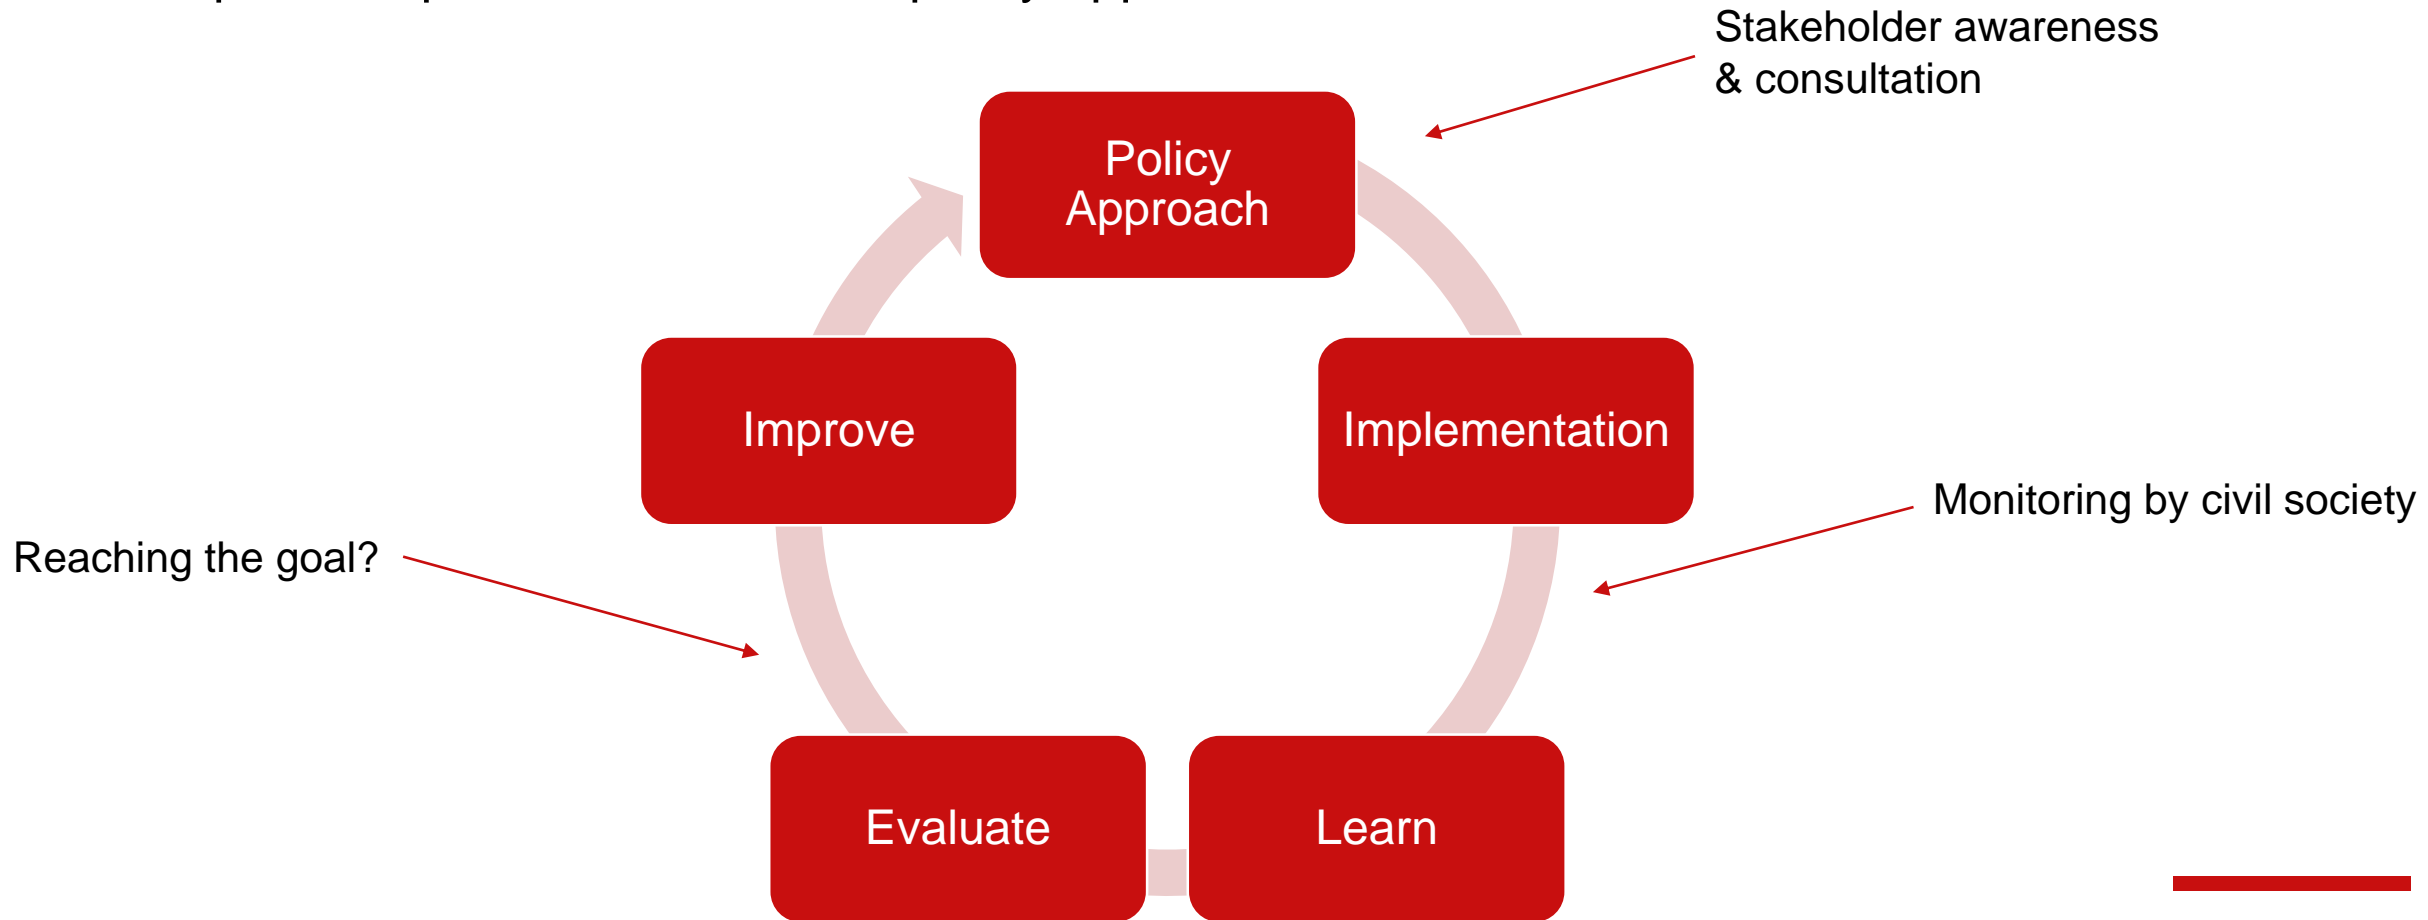 Stakeholder awareness
& consultation
Policy
Approach
Improve
Implementation
Monitoring by civil society
Reaching the goal?
Evaluate
Learn